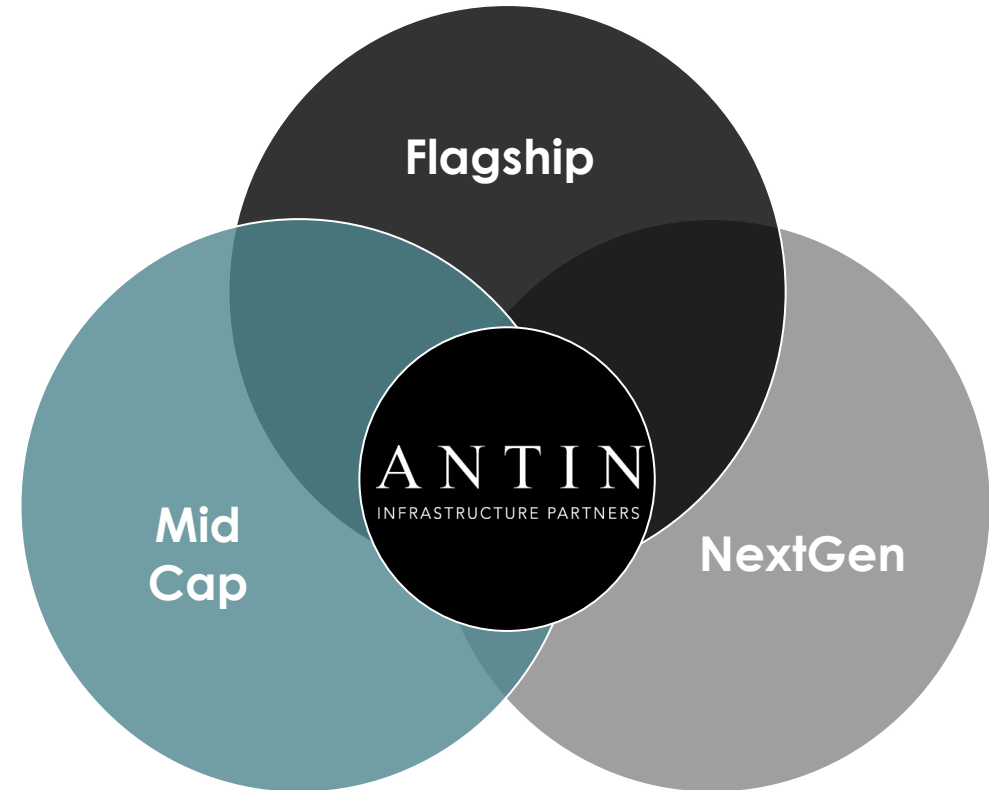 Flagship
ANTIN
INFRASTRUCTURE PARTNERS
Mid
Cap
NextGen